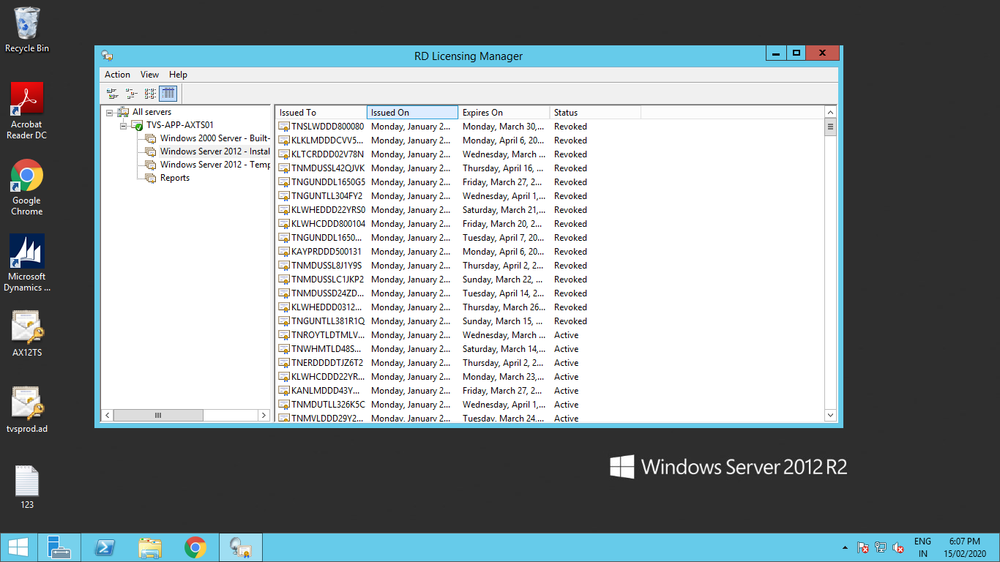 Recycle Bin
Acrobat
Reader DC
Google
Chrome
Microsoft
Dynamics ...
AX12TS
tvsprod.ad
123
RD Licensing Manager
Action View Help
All servers
TVS-APP-AXTS01
Windows 2000 Server - Built-
Windows Server 2012 - Instal
Windows Server 2012 - Temp
Reports
Issued To Issued On Expires On Status
TNSLWDDD800080 Monday, January 2... Monday, March 30,... Revoked
KLKLMDDDCVV5... Monday, January 2... Monday, April 6, 20... Revoked
KLTCRDDD02V78N Monday, January 2... Wednesday, March ... Revoked
TNMDUSSL42QJVK Monday, January 2... Thursday, April 16, ... Revoked
TNGUNDDL1650G5 Monday, January 2... Friday, March 27, 2... Revoked
TNGUNTLL304FY2 Monday, January 2... Wednesday, April 1,... Revoked
KLWHEDDD22YRS0 Monday, January 2... Saturday, March 21,... Revoked
KLWHCDDD800104 Monday, January 2... Friday, March 20, 2... Revoked
TNGUNDDL1650... Monday, January 2... Tuesday, April 7, 20... Revoked
KAYPRDDD500131 Monday, January 2... Monday, April 6, 20... Revoked
TNMDUSSL8J1Y9S Monday, January 2... Thursday, April 2, 2... Revoked
TNMDUSSLC1JKP2 Monday, January 2... Sunday, March 22, ... Revoked
TNMDUSSD24ZD... Monday, January 2... Tuesday, April 14, 2... Revoked
KLWHEDDD0312... Monday, January 2... Thursday, March 26... Revoked
TNGUNTLL381R1Q Monday, January 2... Sunday, March 15, ... Revoked
TNROYTLDTMLV... Monday, January 2... Wednesday, March ... Active
TNWHMTLD48S... Monday, January 2... Saturday, March 14,... Active
TNERDDDDTJZ6T2 Monday, January 2... Thursday, April 2, 2... Active
KLWHCDDD22YR... Monday, January 2... Monday, March 23,... Active
KANLMDDD43Y... Monday, January 2... Friday, March 27, 2... Active
TNMDUTLL326K5C Monday, January 2... Wednesday, April 1,... Active
TNMVLDDD29Y2... Monday, January 2... Tuesday, March 24,... Active
Windows Server 2012 R2
ENG
IN
6:07 PM
15/02/2020